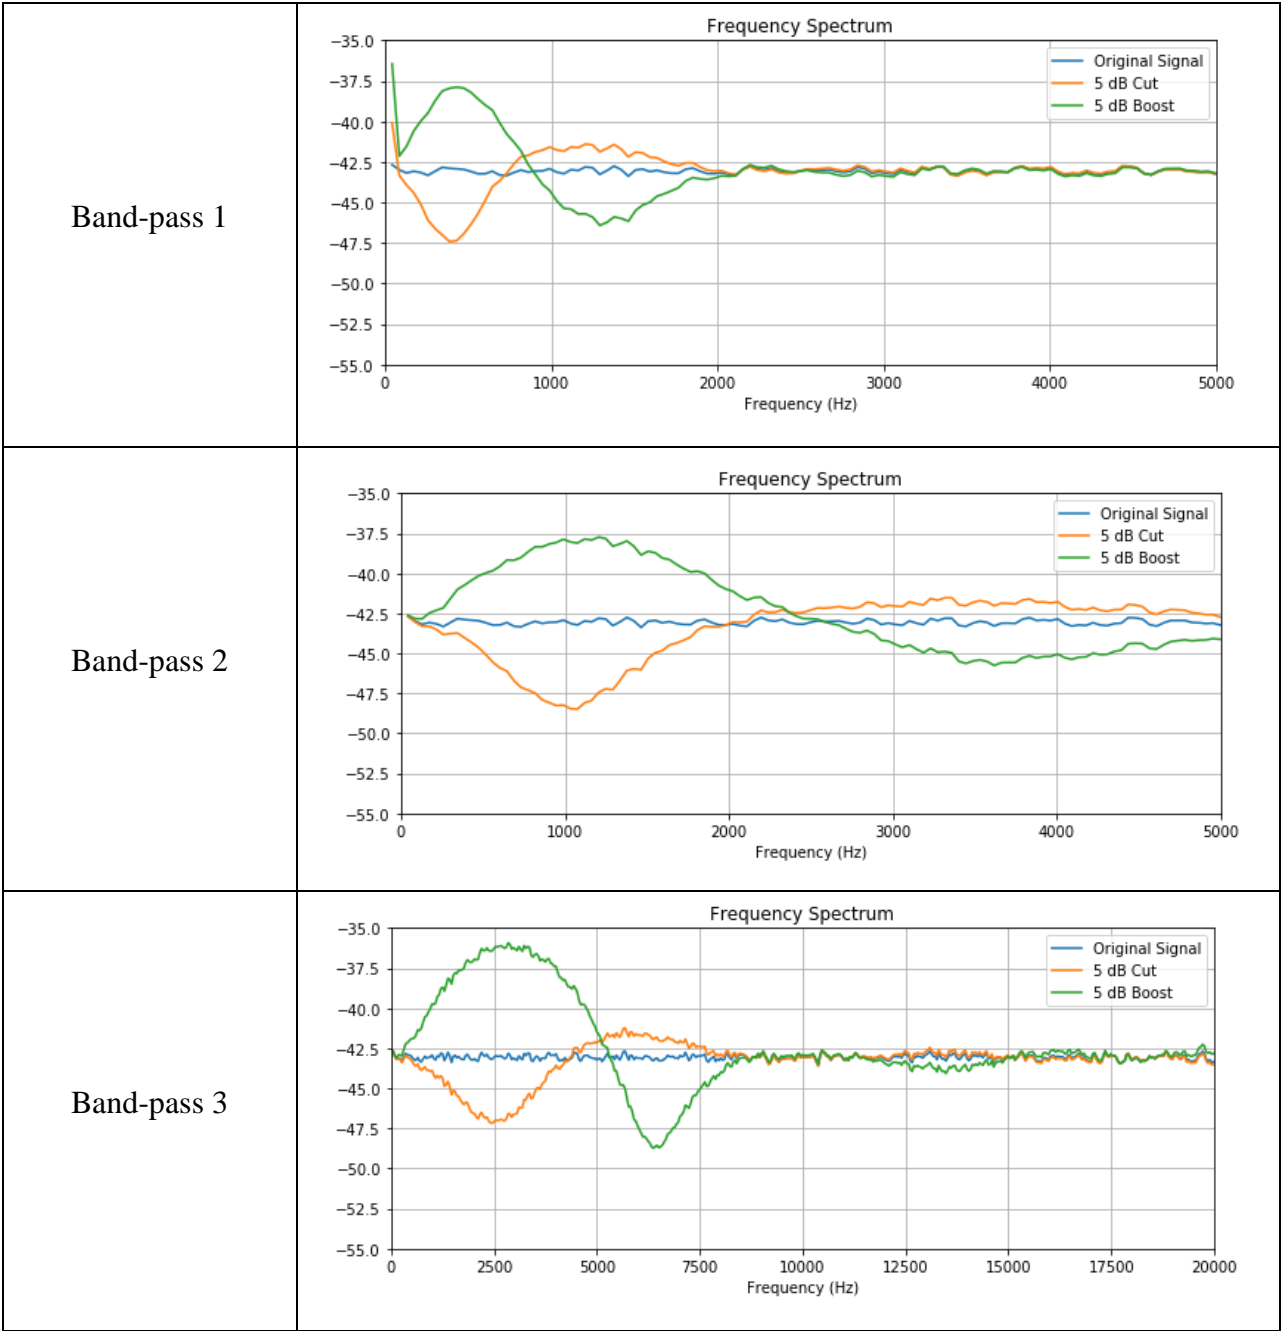 Band-pass 1
Frequency Spectrum
−35.0
−37.5
−40.0
−42.5
−45.0
−47.5
−50.0
−52.5
−55.0
Original Signal
5 dB Cut
5 dB Boost
0 1000 2000 3000 4000 5000
Frequency (Hz)
Band-pass 2
Frequency Spectrum
−35.0
−37.5
−40.0
−42.5
−45.0
−47.5
−50.0
−52.5
−55.0
Original Signal
5 dB Cut
5 dB Boost
0 1000 2000 3000 4000 5000
Frequency (Hz)
Band-pass 3
Frequency Spectrum
−35.0
−37.5
−40.0
−42.5
−45.0
−47.5
−50.0
−52.5
−55.0
Original Signal
5 dB Cut
5 dB Boost
0 2500 5000 7500 10000 12500 15000 17500 20000
Frequency (Hz)